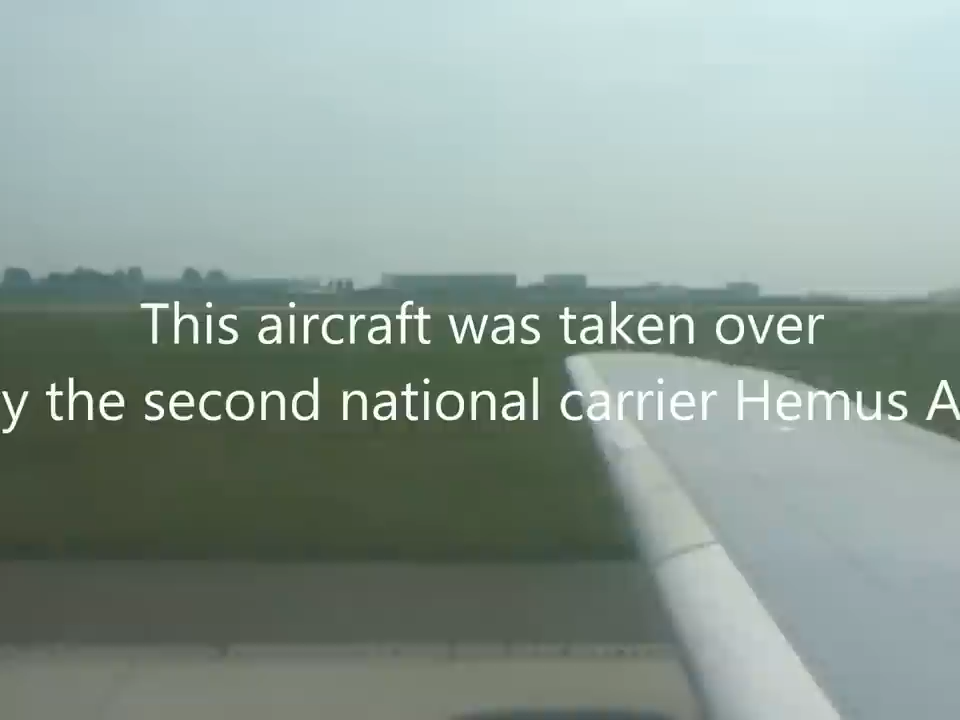 This aircraft was taken over
y the second national carrier Hemus A